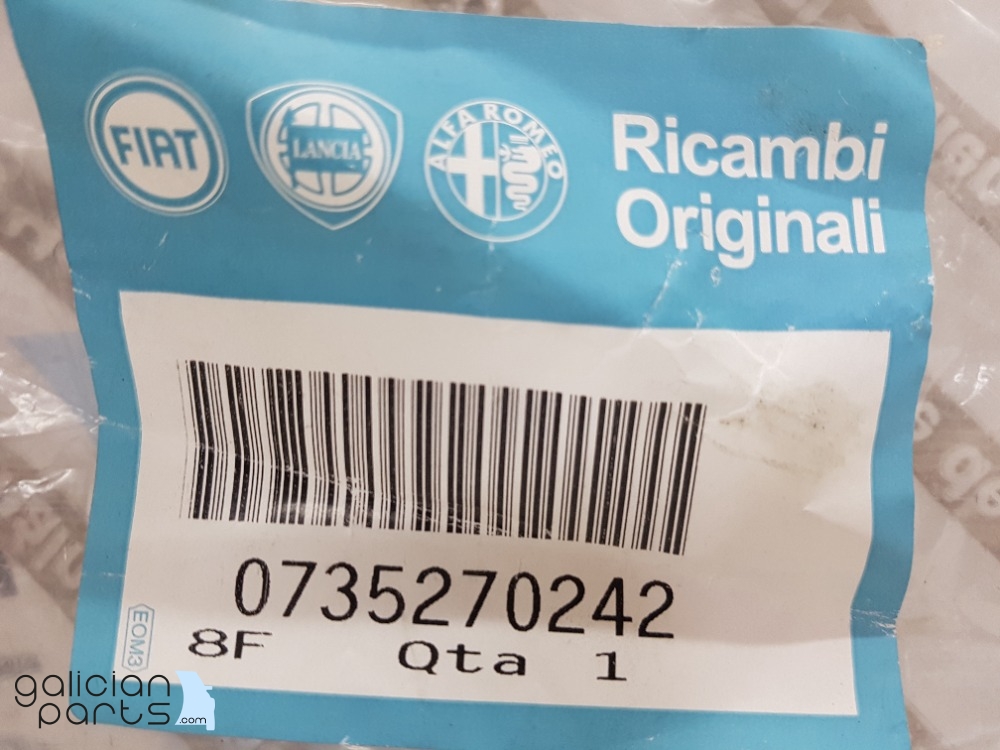 FIAT
LANCIA
ALFA ROMEO
Ricambi
Originali
0735270242
8F Qta 1
EOM3
galician
parts.com